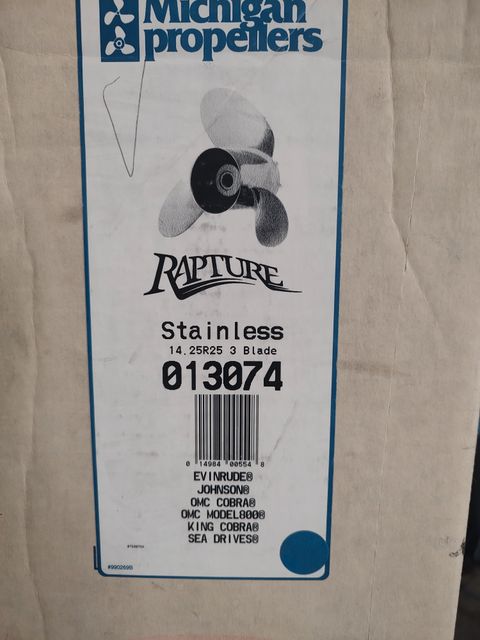 Michigan
propellers
RAPTURE
Stainless
14.25R25 3 Blade
013074
0 14984 00554 8
EVINRUDE®
JOHNSON®
OMC COBRA®
OMC MODEL800®
KING COBRA®
SEA DRIVES®
#990269B